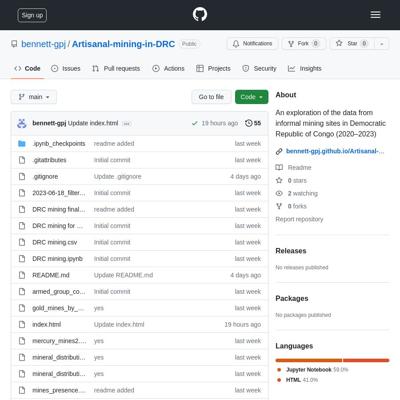 Sign up
bennett-gpj / Artisanal-mining-in-DRC Public
Notifications Fork 0 Star 0
Code Issues Pull requests Actions Projects Security Insights
main Go to file Code
bennett-gpj Update index.html 19 hours ago 55
.ipynb_checkpoints readme added last week
.gitattributes Initial commit last week
.gitignore Update .gitignore 4 days ago
2023-06-18_filter... Initial commit last week
DRC mining final... readme added last week
DRC mining for ... Initial commit last week
DRC mining.csv Initial commit last week
DRC mining.ipynb Initial commit last week
README.md Update README.md 4 days ago
armed_group_co... Initial commit last week
gold_mines_by_... yes last week
index.html Update index.html 19 hours ago
mercury_mines2.... yes last week
mineral_distributi... yes last week
mineral_distributi... yes last week
mines_presence.... readme added last week
About
An exploration of the data from
informal mining sites in Democratic
Republic of Congo (2020–2023)
bennett-gpj.github.io/Artisanal-...
Readme
0 stars
2 watching
0 forks
Report repository
Releases
No releases published
Packages
No packages published
Languages
Jupyter Notebook 59.0%
HTML 41.0%